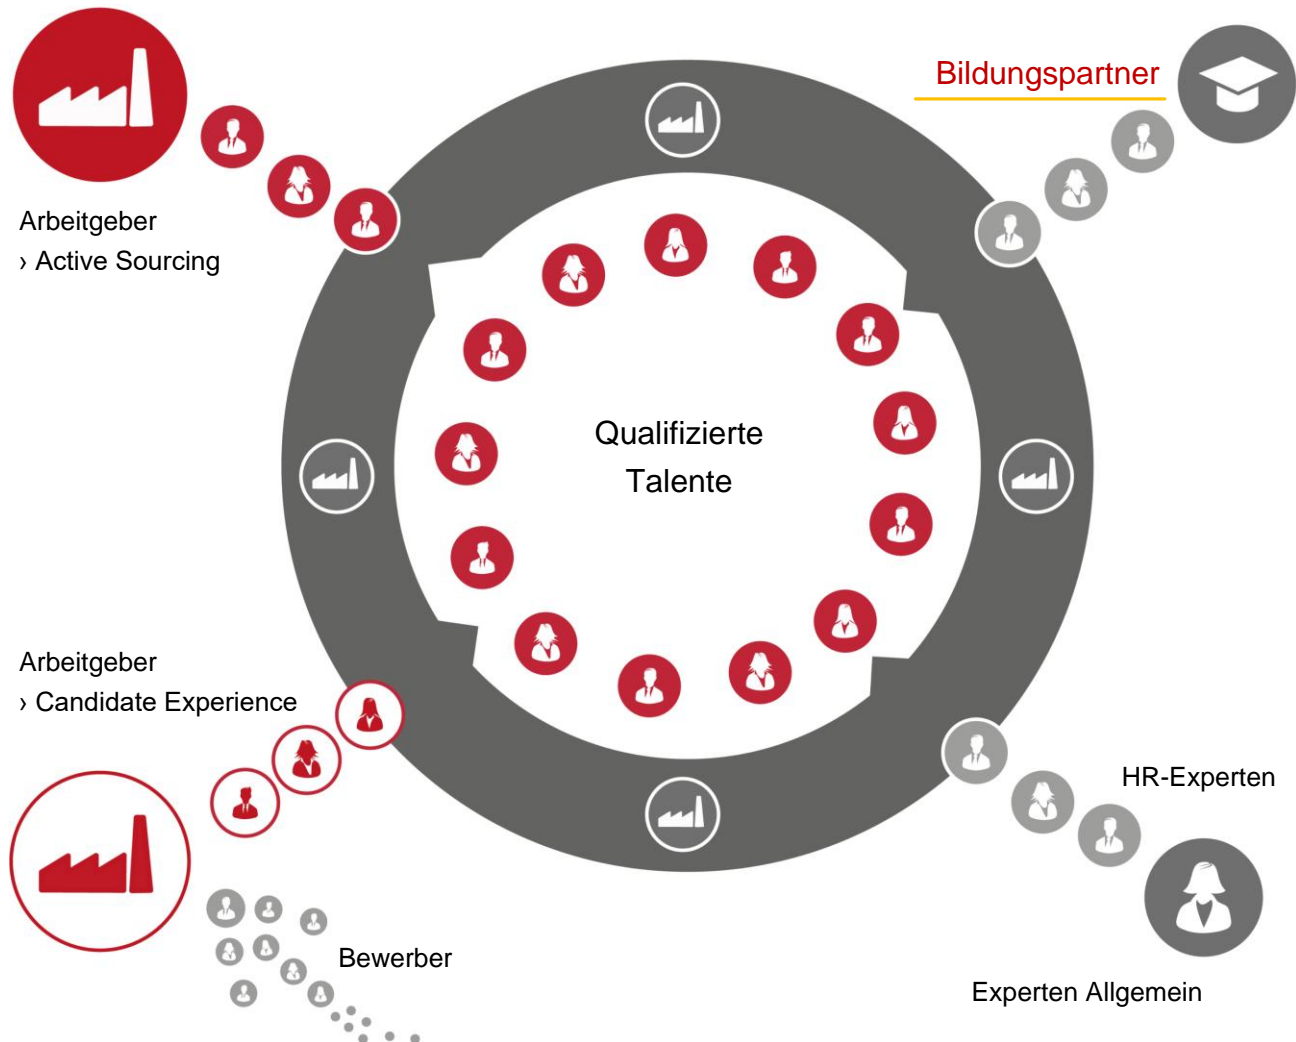 Bildungspartner
Arbeitgeber
› Active Sourcing
Qualifizierte
Talente
Arbeitgeber
› Candidate Experience
HR-Experten
Bewerber
Experten Allgemein